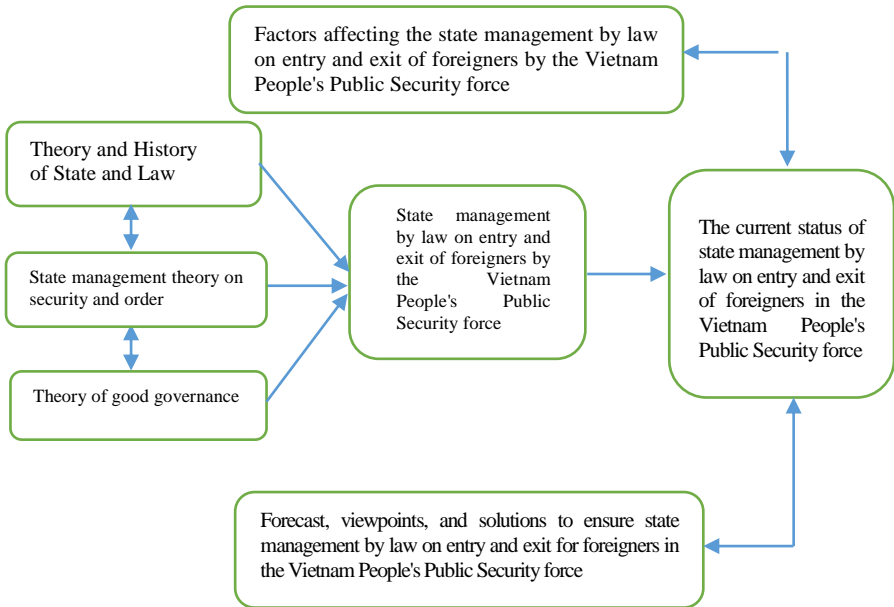 Factors affecting the state management by law
on entry and exit of foreigners by the Vietnam
People's Public Security force
Theory and History
of State and Law
State management theory on
security and order
Theory of good governance
State management
by law on entry and
exit of foreigners by
the Vietnam
People's Public
Security force
The current status of
state management by
law on entry and exit
of foreigners in the
Vietnam People's
Public Security force
Forecast, viewpoints, and solutions to ensure state
management by law on entry and exit for foreigners in
the Vietnam People's Public Security force